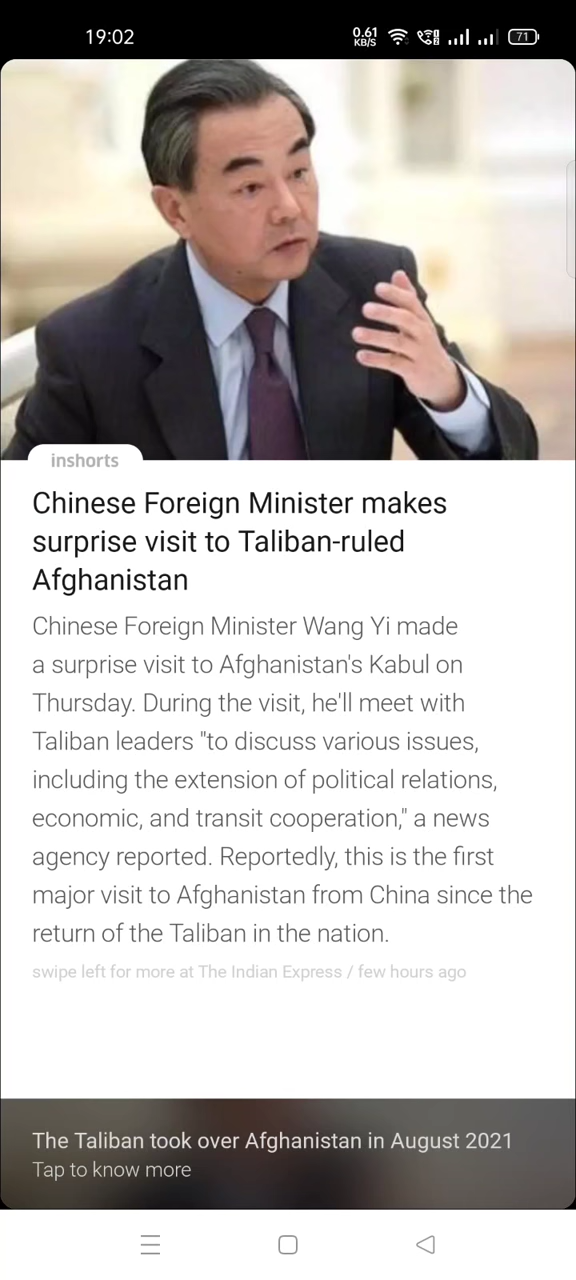 19:02
0.61
KB/S
71
inshorts
Chinese Foreign Minister makes
surprise visit to Taliban-ruled
Afghanistan
Chinese Foreign Minister Wang Yi made
a surprise visit to Afghanistan's Kabul on
Thursday. During the visit, he'll meet with
Taliban leaders "to discuss various issues,
including the extension of political relations,
economic, and transit cooperation," a news
agency reported. Reportedly, this is the first
major visit to Afghanistan from China since the
return of the Taliban in the nation.
swipe left for more at The Indian Express / few hours ago
The Taliban took over Afghanistan in August 2021
Tap to know more